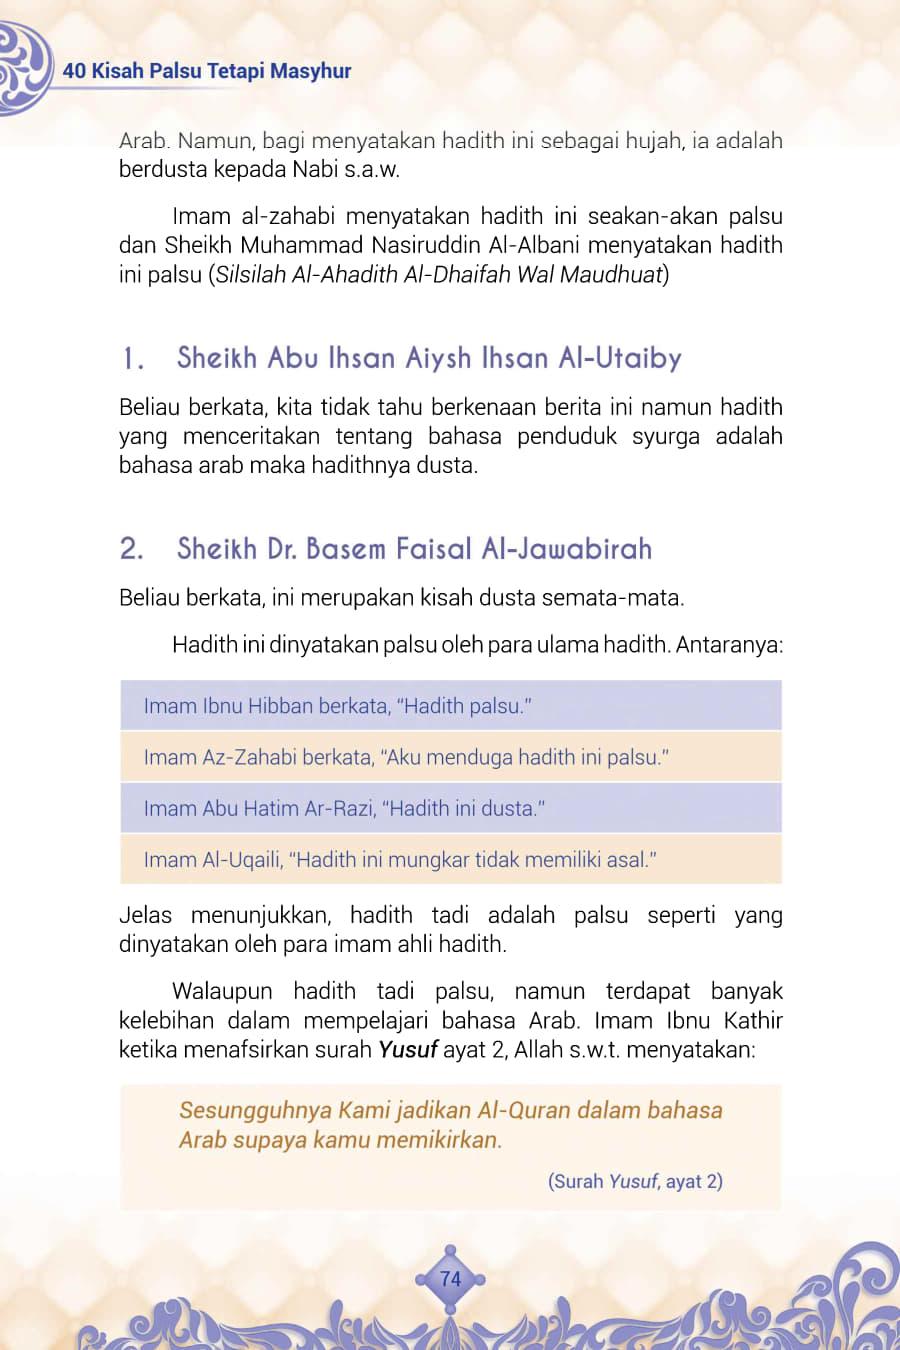 40 Kisah Palsu Tetapi Masyhur
Arab. Namun, bagi menyatakan hadith ini sebagai hujah, ia adalah
berdusta kepada Nabi s.a.w.
Imam al-zahabi menyatakan hadith ini seakan-akan palsu
dan Sheikh Muhammad Nasiruddin Al-Albani menyatakan hadith
ini palsu (Silsilah Al-Ahadith Al-Dhaifah Wal Maudhuat)
1. Sheikh Abu Ihsan Aiysh Ihsan Al-Utaiby
Beliau berkata, kita tidak tahu berkenaan berita ini namun hadith
yang menceritakan tentang bahasa penduduk syurga adalah
bahasa arab maka hadithnya dusta.
2. Sheikh Dr. Basem Faisal Al-Jawabirah
Beliau berkata, ini merupakan kisah dusta semata-mata.
Hadith ini dinyatakan palsu oleh para ulama hadith. Antaranya:
Imam Ibnu Hibban berkata, “Hadith palsu.”
Imam Az-Zahabi berkata, “Aku menduga hadith ini palsu.”
Imam Abu Hatim Ar-Razi, “Hadith ini dusta.”
Imam Al-Uqaili, “Hadith ini mungkar tidak memiliki asal.”
Jelas menunjukkan, hadith tadi adalah palsu seperti yang
dinyatakan oleh para imam ahli hadith.
Walaupun hadith tadi palsu, namun terdapat banyak
kelebihan dalam mempelajari bahasa Arab. Imam Ibnu Kathir
ketika menafsirkan surah Yusuf ayat 2, Allah s.w.t. menyatakan:
Sesungguhnya Kami jadikan Al-Quran dalam bahasa
Arab supaya kamu memikirkan.
(Surah Yusuf, ayat 2)
74